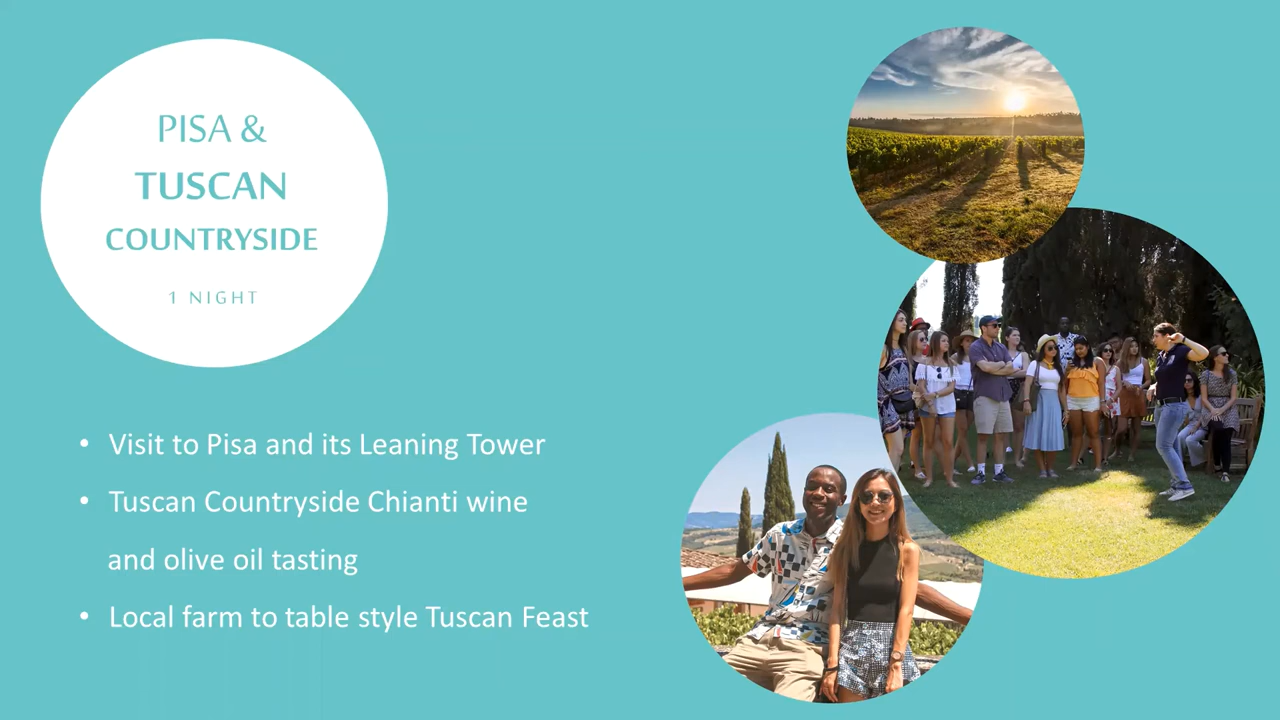 PISA &
TUSCAN
COUNTRYSIDE
1 NIGHT
• Visit to Pisa and its Leaning Tower
• Tuscan Countryside Chianti wine
and olive oil tasting
• Local farm to table style Tuscan Feast